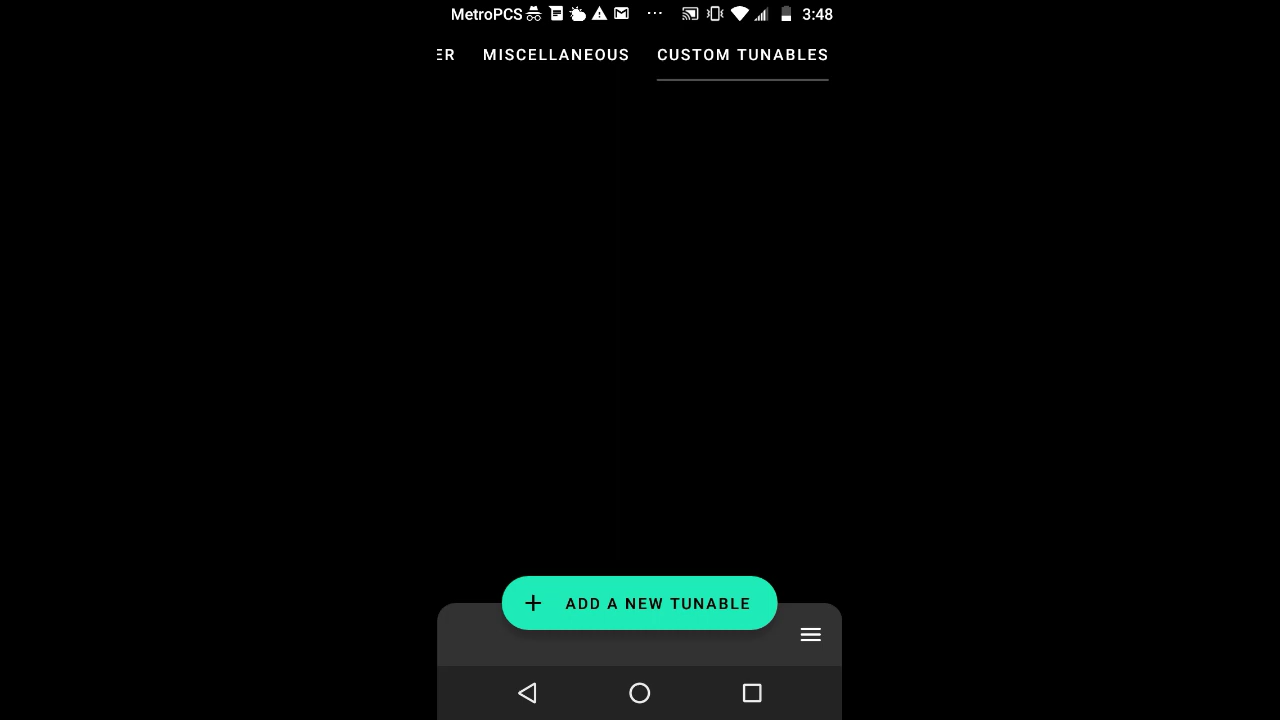 MetroPCS ... 3:48
ER MISCELLANEOUS CUSTOM TUNABLES
+ ADD A NEW TUNABLE